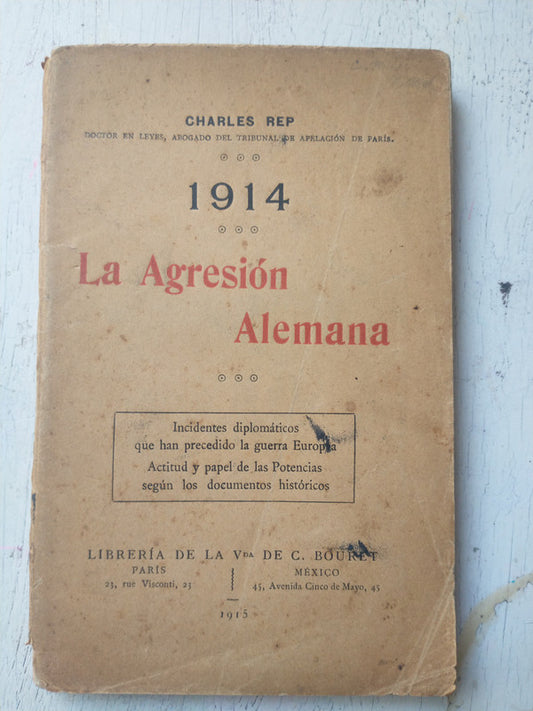 CHARLES REP
DOCTOR EN LEYES, ABOGADO DEL TRIBUNAL DE APELACIÓN DE PARÍS.
1914
La Agresión
Alemana
Incidentes diplomáticos
que han precedido la guerra Europea
Actitud y papel de las Potencias
según los documentos históricos
LIBRERÍA DE LA Vda DE C. BOURET
PARÍS
23, rue Visconti, 23
MÉXICO
45, Avenida Cinco de Mayo, 45
1915